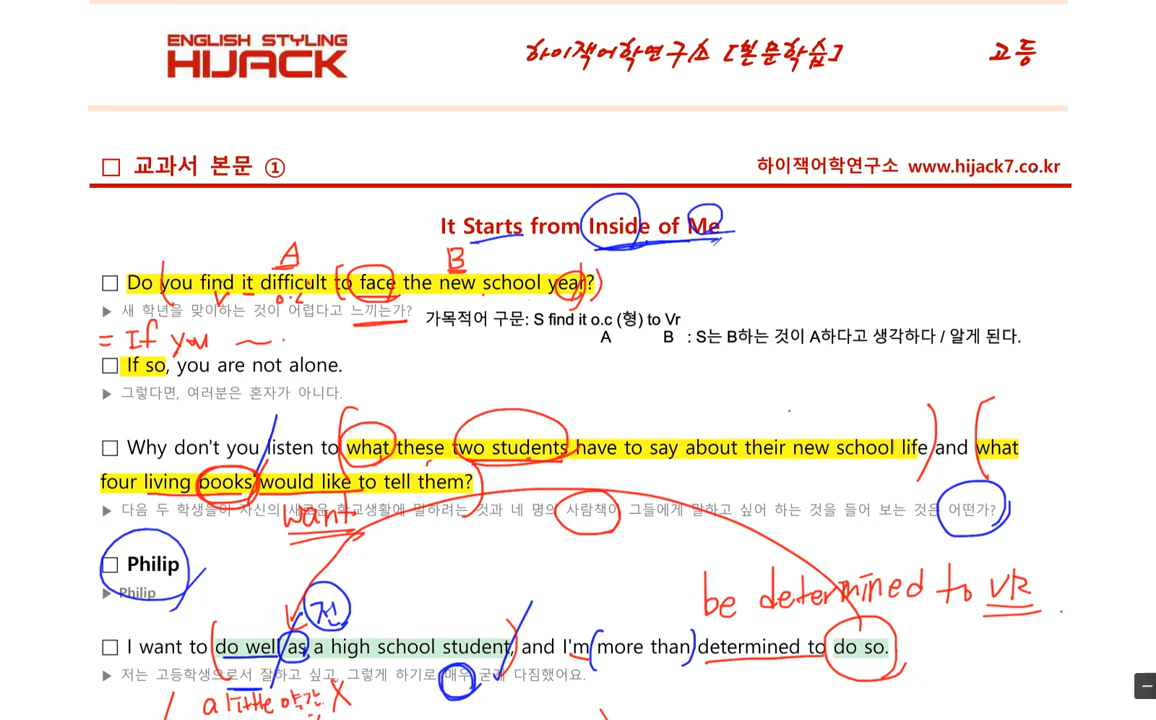 ENGLISH STYLING
HIJACK
하이잭어학연구소 [본문학습]
고등
□ 교과서 본문 ①
하이잭어학연구소 www.hijack7.co.kr
It Starts from Inside of Me
A B
□ Do you find it difficult to face the new school year?
v o.c
▶ 새 학년을 맞이하는 것이 어렵다고 느끼는가?
가목적어 구문: S find it o.c (형) to Vr
A B : S는 B하는 것이 A하다고 생각하다 / 알게 된다.
= If you ~.
□ If so, you are not alone.
▶ 그렇다면, 여러분은 혼자가 아니다.
□ Why don't you listen to what these two students have to say about their new school life and what
four living books would like to tell them?
▶ 다음 두 학생들이 자신의 새로운 학교생활에 말하려는 것과 네 명의 사람책이 그들에게 말하고 싶어 하는 것을 들어 보는 것은 어떤가?
want
□ Philip
▶ Philip
be determined to VR
전
□ I want to do well as a high school student, and I'm (more than) determined to do so.
▶ 저는 고등학생으로서 잘하고 싶고, 그렇게 하기로 매우 굳게 다짐했어요.
a little 약간 X